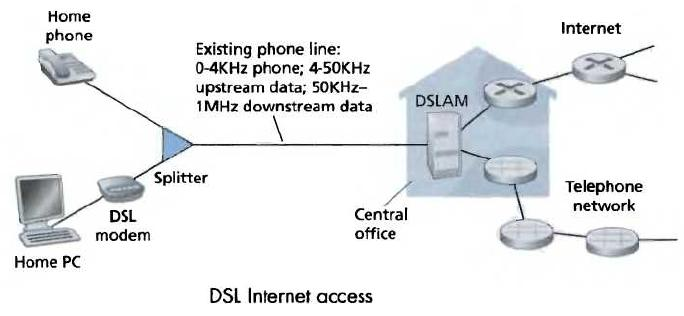 Home
phone
Existing phone line:
0-4KHz phone; 4-50KHz
upstream data; 50KHz–
1MHz downstream data
Internet
DSLAM
Splitter
DSL
modem
Home PC
Central
office
Telephone
network
DSL Internet access